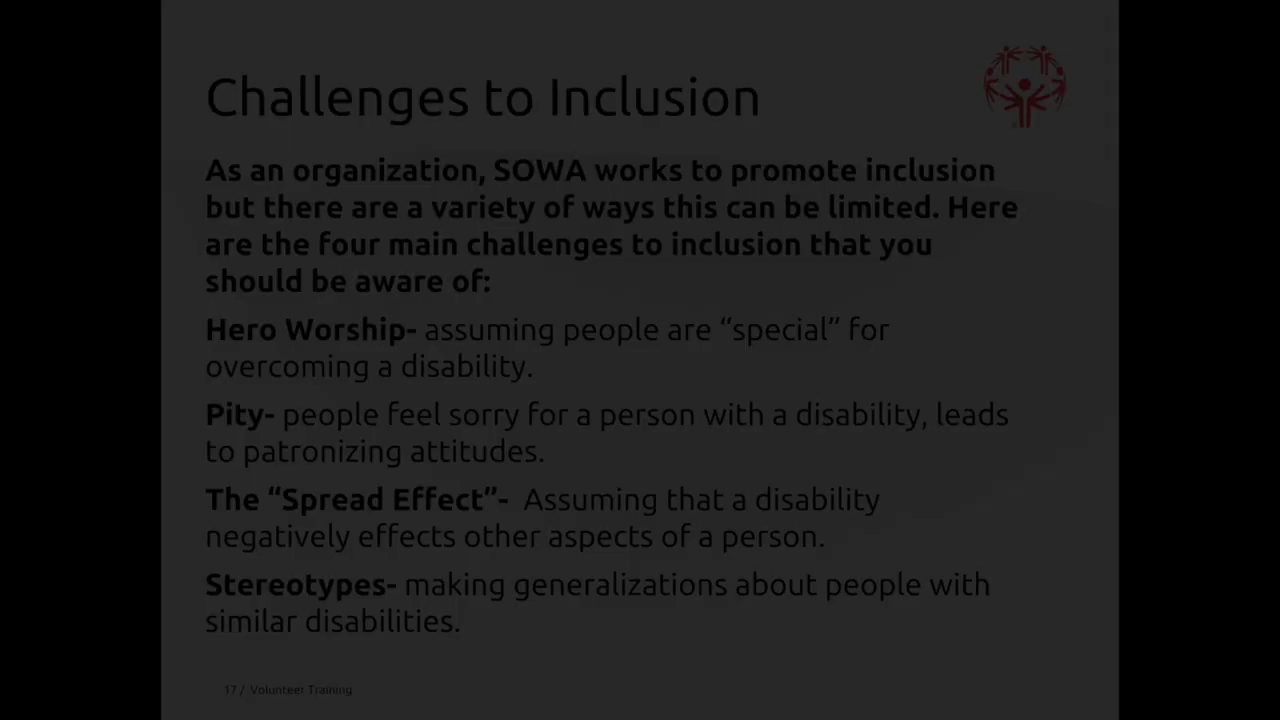 Challenges to Inclusion
As an organization, SOWA works to promote inclusion
but there are a variety of ways this can be limited. Here
are the four main challenges to inclusion that you
should be aware of:
Hero Worship- assuming people are “special” for
overcoming a disability.
Pity- people feel sorry for a person with a disability, leads
to patronizing attitudes.
The “Spread Effect”- Assuming that a disability
negatively effects other aspects of a person.
Stereotypes- making generalizations about people with
similar disabilities.
17 / Volunteer Training